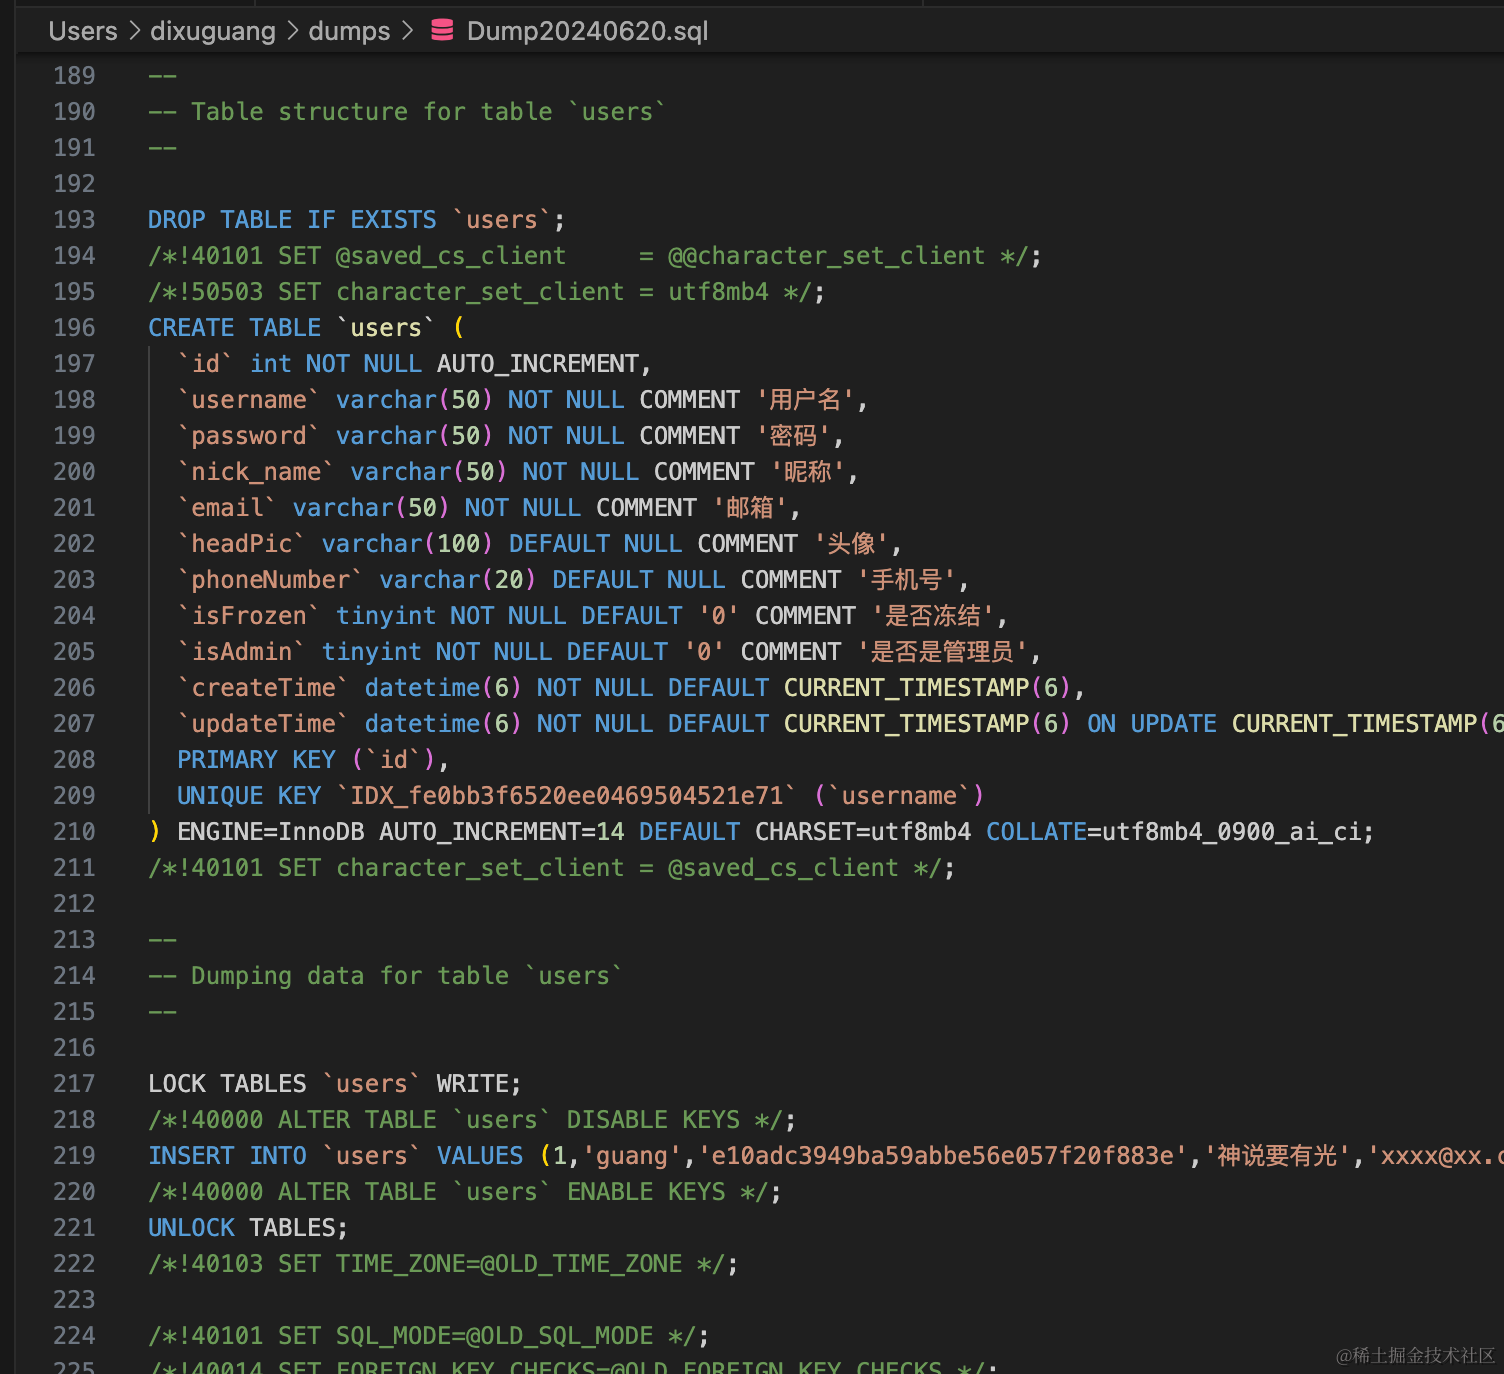 Users > dixuguang > dumps > Dump20240620.sql
189 --
190 -- Table structure for table `users`
191 --
192
193 DROP TABLE IF EXISTS `users`;
194 /*!40101 SET @saved_cs_client     = @@character_set_client */;
195 /*!50503 SET character_set_client = utf8mb4 */;
196 CREATE TABLE `users` (
197   `id` int NOT NULL AUTO_INCREMENT,
198   `username` varchar(50) NOT NULL COMMENT '用户名',
199   `password` varchar(50) NOT NULL COMMENT '密码',
200   `nick_name` varchar(50) NOT NULL COMMENT '昵称',
201   `email` varchar(50) NOT NULL COMMENT '邮箱',
202   `headPic` varchar(100) DEFAULT NULL COMMENT '头像',
203   `phoneNumber` varchar(20) DEFAULT NULL COMMENT '手机号',
204   `isFrozen` tinyint NOT NULL DEFAULT '0' COMMENT '是否冻结',
205   `isAdmin` tinyint NOT NULL DEFAULT '0' COMMENT '是否是管理员',
206   `createTime` datetime(6) NOT NULL DEFAULT CURRENT_TIMESTAMP(6),
207   `updateTime` datetime(6) NOT NULL DEFAULT CURRENT_TIMESTAMP(6) ON UPDATE CURRENT_TIMESTAMP(6
208   PRIMARY KEY (`id`),
209   UNIQUE KEY `IDX_fe0bb3f6520ee0469504521e71` (`username`)
210 ) ENGINE=InnoDB AUTO_INCREMENT=14 DEFAULT CHARSET=utf8mb4 COLLATE=utf8mb4_0900_ai_ci;
211 /*!40101 SET character_set_client = @saved_cs_client */;
212
213 --
214 -- Dumping data for table `users`
215 --
216
217 LOCK TABLES `users` WRITE;
218 /*!40000 ALTER TABLE `users` DISABLE KEYS */;
219 INSERT INTO `users` VALUES (1,'guang','e10adc3949ba59abbe56e057f20f883e','神说要有光','xxxx@xx.c
220 /*!40000 ALTER TABLE `users` ENABLE KEYS */;
221 UNLOCK TABLES;
222 /*!40103 SET TIME_ZONE=@OLD_TIME_ZONE */;
223
224 /*!40101 SET SQL_MODE=@OLD_SQL_MODE */;
225 /*!40014 SET FOREIGN_KEY_CHECKS=@OLD_FOREIGN_KEY_CHECKS */;
@稀土掘金技术社区